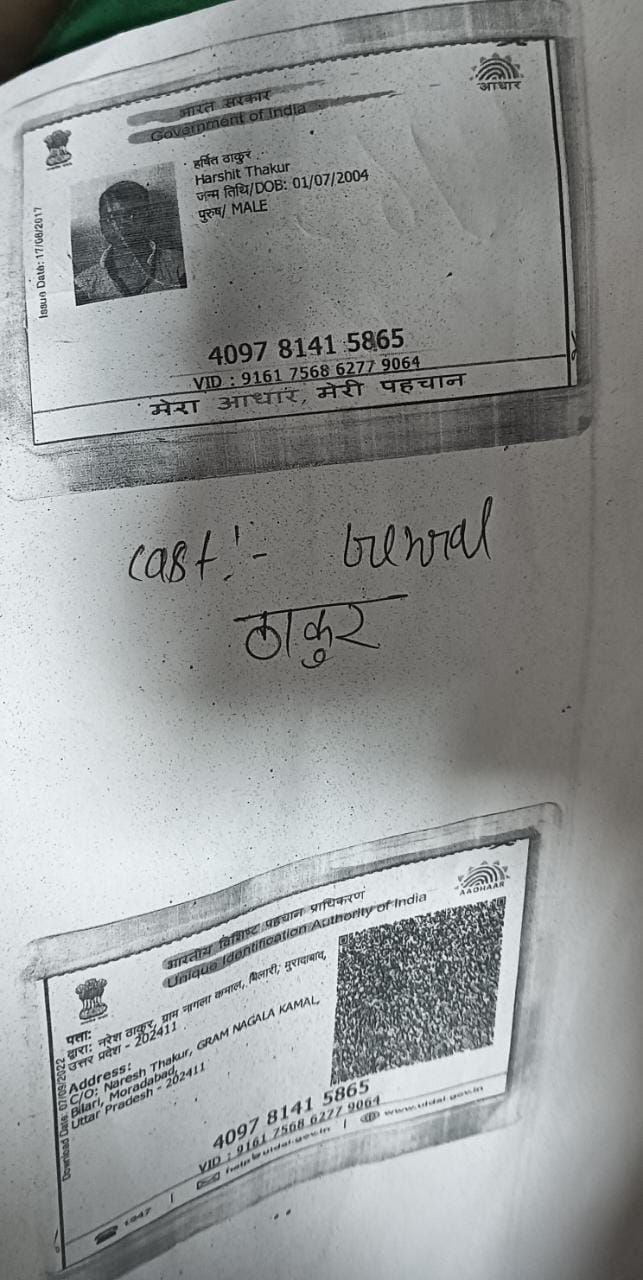 भारत सरकार
Government of India
आधार
Issue Date: 17/08/2017
हर्षित ठाकुर
Harshit Thakur
जन्म तिथि/DOB: 01/07/2004
पुरुष/ MALE
4097 8141 5865
VID : 9161 7568 6277 9064
मेरा आधार, मेरी पहचान
cast:-
ठाकुर
भारतीय विशिष्ट पहचान प्राधिकरण
Unique Identification Authority of India
AADHAAR
Download Date: 07/09/2022
पता:
द्वारा: नरेश ठाकुर, ग्राम नागला कमाल, बिलारी, मुरादाबाद,
उत्तर प्रदेश - 202411
Address:
C/O: Naresh Thakur, GRAM NAGALA KAMAL,
Bilari, Moradabad,
Uttar Pradesh - 202411
4097 8141 5865
VID : 9161 7568 6277 9064
1947 | help@uidai.gov.in | www.uidai.gov.in